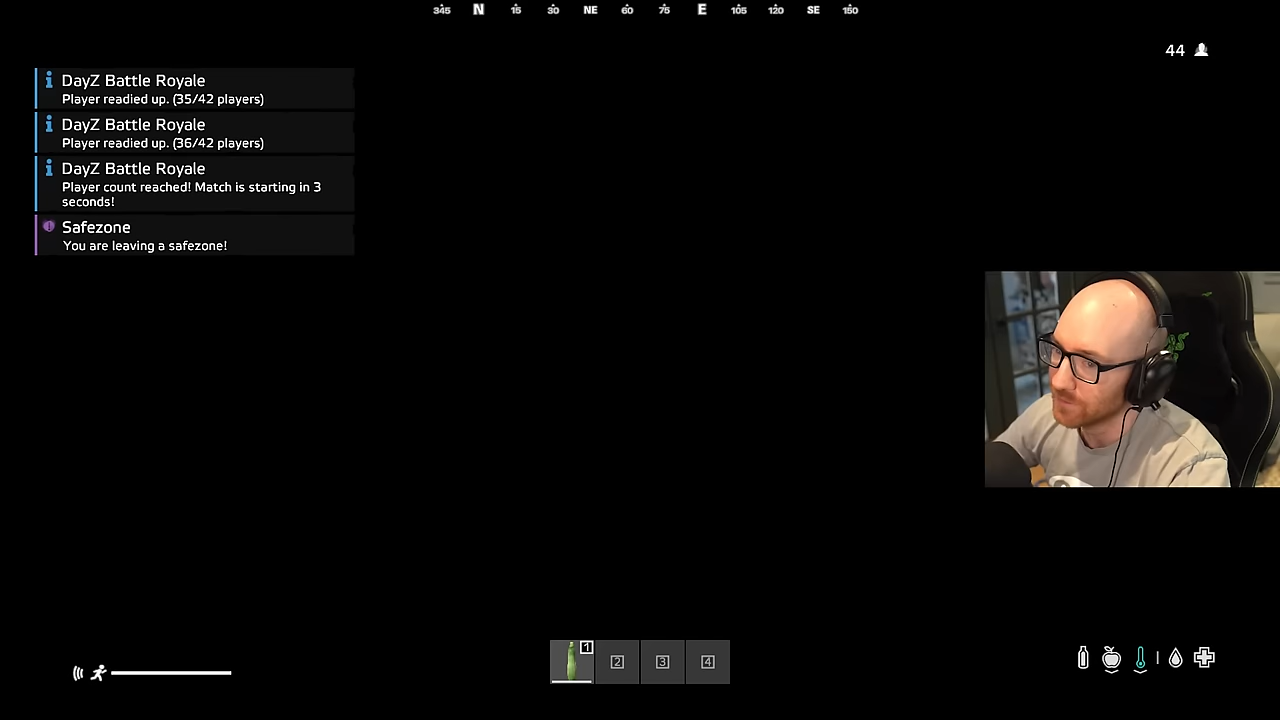 345 N 15 30 NE 60 75 E 105 120 SE 150
44
DayZ Battle Royale
Player readied up. (35/42 players)
DayZ Battle Royale
Player readied up. (36/42 players)
DayZ Battle Royale
Player count reached! Match is starting in 3
seconds!
Safezone
You are leaving a safezone!
1 2 3 4